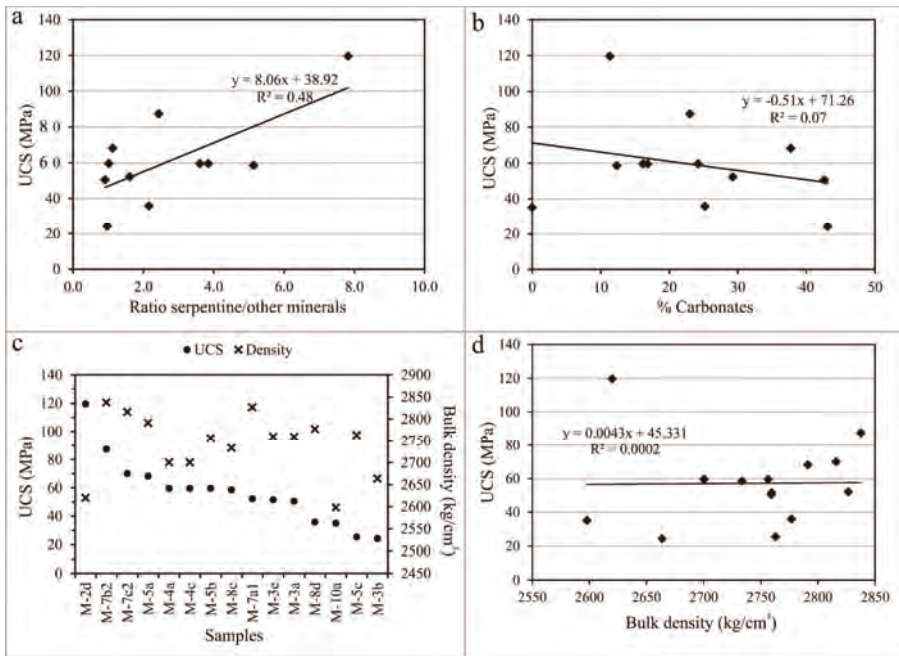 a
140
120
100
80
6 0
40
20
0
0.0 2.0 4.0 6.0 8.0 10.0
UCS (MPa)
Ratio serpentine/other minerals
y = 8.06x + 38.92
R² = 0.48
b
140
120
100
80
60
40
20
0
0 10 20 30 40 50
UCS (MPa)
% Carbonates
y = -0.51x + 71.26
R² = 0.07
c
UCS Density
140
120
100
80
60
40
20
0
UCS (MPa)
2900
2850
2800
2750
2700
2650
2600
2550
2500
2450
Bulk density (kg/cm³)
M-2d
M-7b2
M-7c2
M-5a
M-4a
M-4c
M-5b
M-8c
M-7a1
M-3c
M-3a
M-8d
M-10a
M-5c
M-3b
Samples
d
140
120
100
80
60
40
20
0
2550 2600 2650 2700 2750 2800 2850
UCS (MPa)
Bulk density (kg/cm³)
y = 0.0043x + 45.331
R² = 0.0002